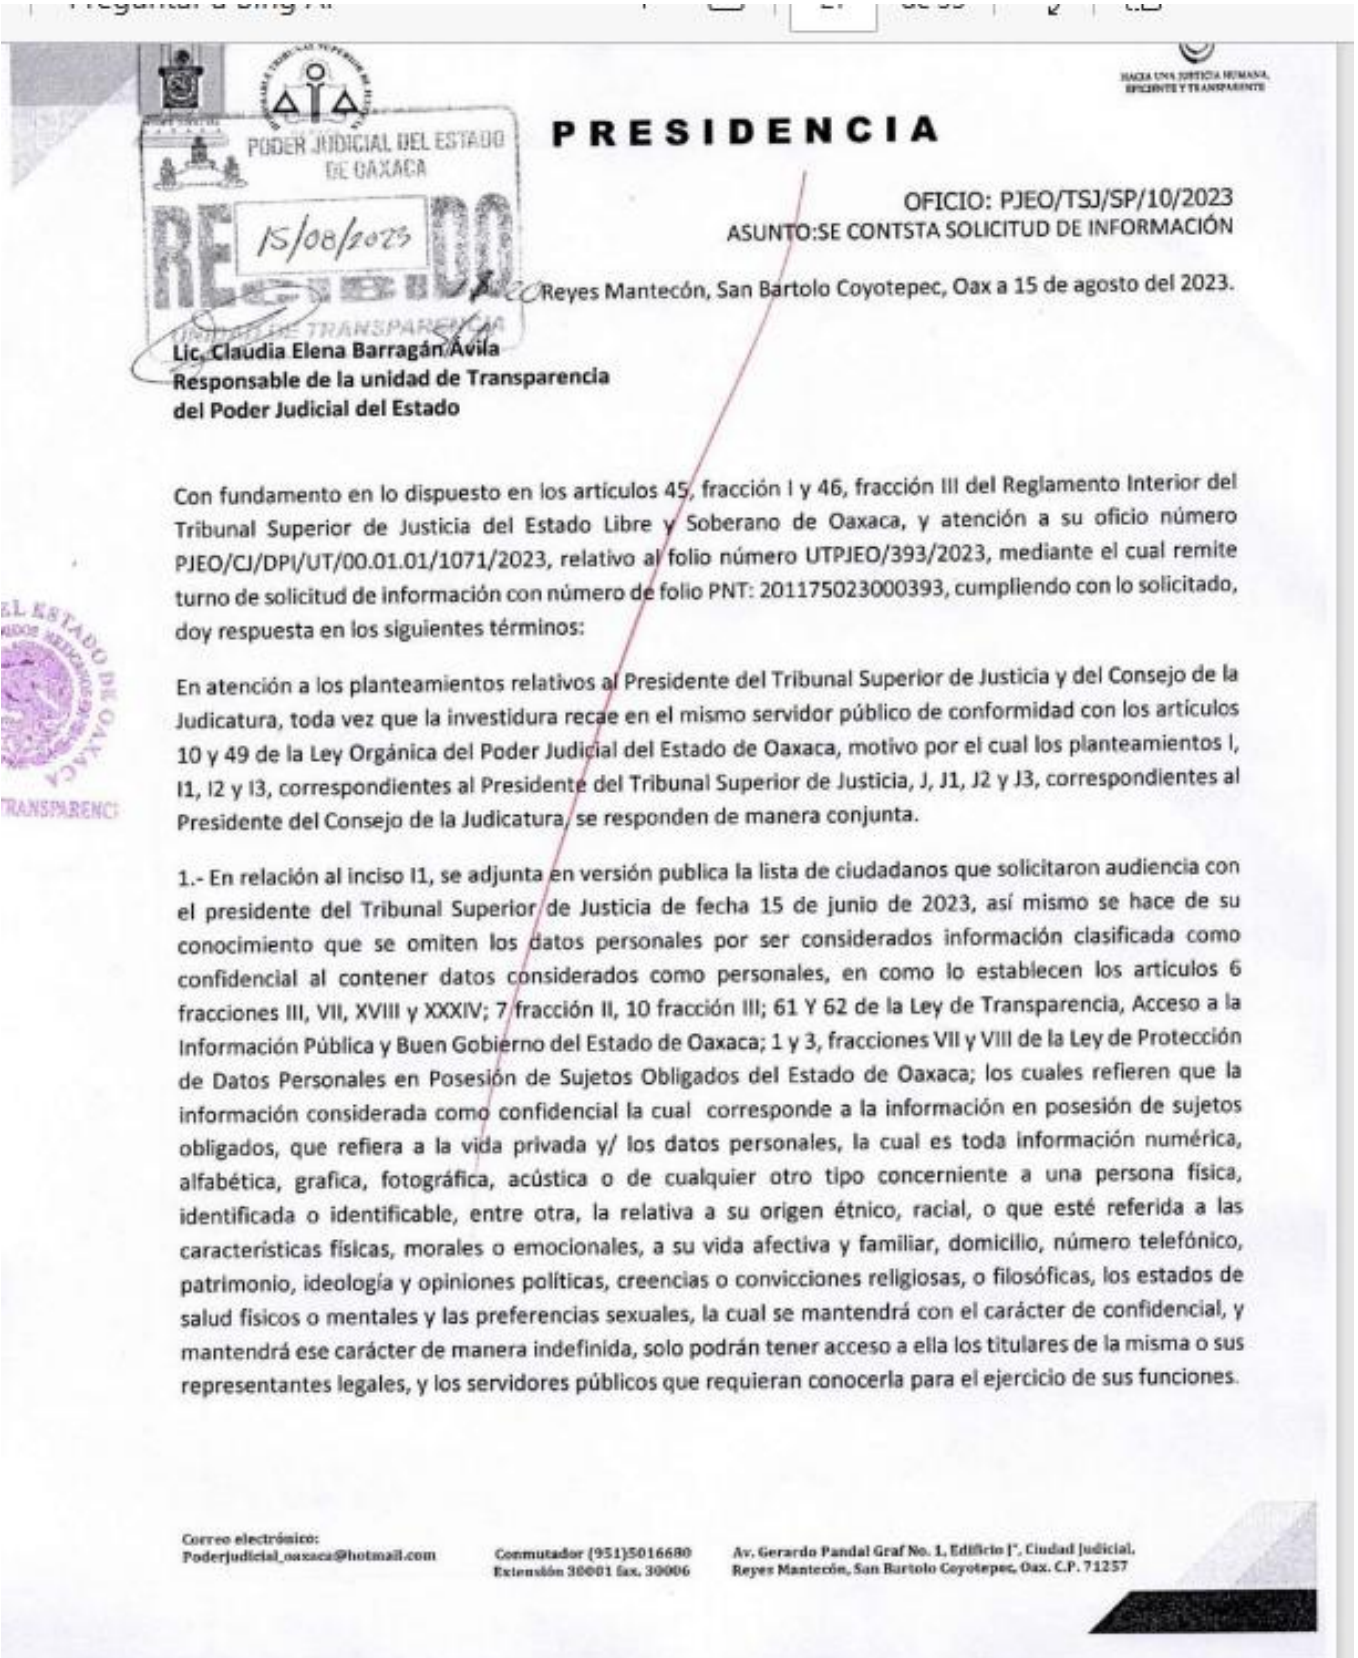 HACIA UNA JUSTICIA HUMANA,
EFICIENTE Y TRANSPARENTE
PRESIDENCIA
PODER JUDICIAL DEL ESTADO
DE OAXACA
RECIBIDO
15/08/2023
UNIDAD DE TRANSPARENCIA
OFICIO: PJEO/TSJ/SP/10/2023
ASUNTO:SE CONTSTA SOLICITUD DE INFORMACIÓN
Reyes Mantecón, San Bartolo Coyotepec, Oax a 15 de agosto del 2023.
Lic. Claudia Elena Barragán Ávila
Responsable de la unidad de Transparencia
del Poder Judicial del Estado
Con fundamento en lo dispuesto en los artículos 45, fracción I y 46, fracción III del Reglamento Interior del
Tribunal Superior de Justicia del Estado Libre y Soberano de Oaxaca, y atención a su oficio número
PJEO/CJ/DPI/UT/00.01.01/1071/2023, relativo al folio número UTPJEO/393/2023, mediante el cual remite
turno de solicitud de información con número de folio PNT: 201175023000393, cumpliendo con lo solicitado,
doy respuesta en los siguientes términos:
En atención a los planteamientos relativos al Presidente del Tribunal Superior de Justicia y del Consejo de la
Judicatura, toda vez que la investidura recae en el mismo servidor público de conformidad con los artículos
10 y 49 de la Ley Orgánica del Poder Judicial del Estado de Oaxaca, motivo por el cual los planteamientos I,
I1, I2 y I3, correspondientes al Presidente del Tribunal Superior de Justicia, J, J1, J2 y J3, correspondientes al
Presidente del Consejo de la Judicatura, se responden de manera conjunta.
1.- En relación al inciso I1, se adjunta en versión publica la lista de ciudadanos que solicitaron audiencia con
el presidente del Tribunal Superior de Justicia de fecha 15 de junio de 2023, así mismo se hace de su
conocimiento que se omiten los datos personales por ser considerados información clasificada como
confidencial al contener datos considerados como personales, en como lo establecen los artículos 6
fracciones III, VII, XVIII y XXXIV; 7 fracción II, 10 fracción III; 61 Y 62 de la Ley de Transparencia, Acceso a la
Información Pública y Buen Gobierno del Estado de Oaxaca; 1 y 3, fracciones VII y VIII de la Ley de Protección
de Datos Personales en Posesión de Sujetos Obligados del Estado de Oaxaca; los cuales refieren que la
información considerada como confidencial la cual corresponde a la información en posesión de sujetos
obligados, que refiera a la vida privada y/ los datos personales, la cual es toda información numérica,
alfabética, grafica, fotográfica, acústica o de cualquier otro tipo concerniente a una persona física,
identificada o identificable, entre otra, la relativa a su origen étnico, racial, o que esté referida a las
características físicas, morales o emocionales, a su vida afectiva y familiar, domicilio, número telefónico,
patrimonio, ideología y opiniones políticas, creencias o convicciones religiosas, o filosóficas, los estados de
salud físicos o mentales y las preferencias sexuales, la cual se mantendrá con el carácter de confidencial, y
mantendrá ese carácter de manera indefinida, solo podrán tener acceso a ella los titulares de la misma o sus
representantes legales, y los servidores públicos que requieran conocerla para el ejercicio de sus funciones.
EL ESTADO DE OAXACA
TRANSPARENCI
Correo electrónico:
Poderjudicial_oaxaca@hotmail.com
Conmutador (951)5016680
Extensión 30001 fax. 30006
Av. Gerardo Pandal Graf No. 1, Edificio J", Ciudad Judicial,
Reyes Mantecón, San Bartolo Coyotepec, Oax. C.P. 71257